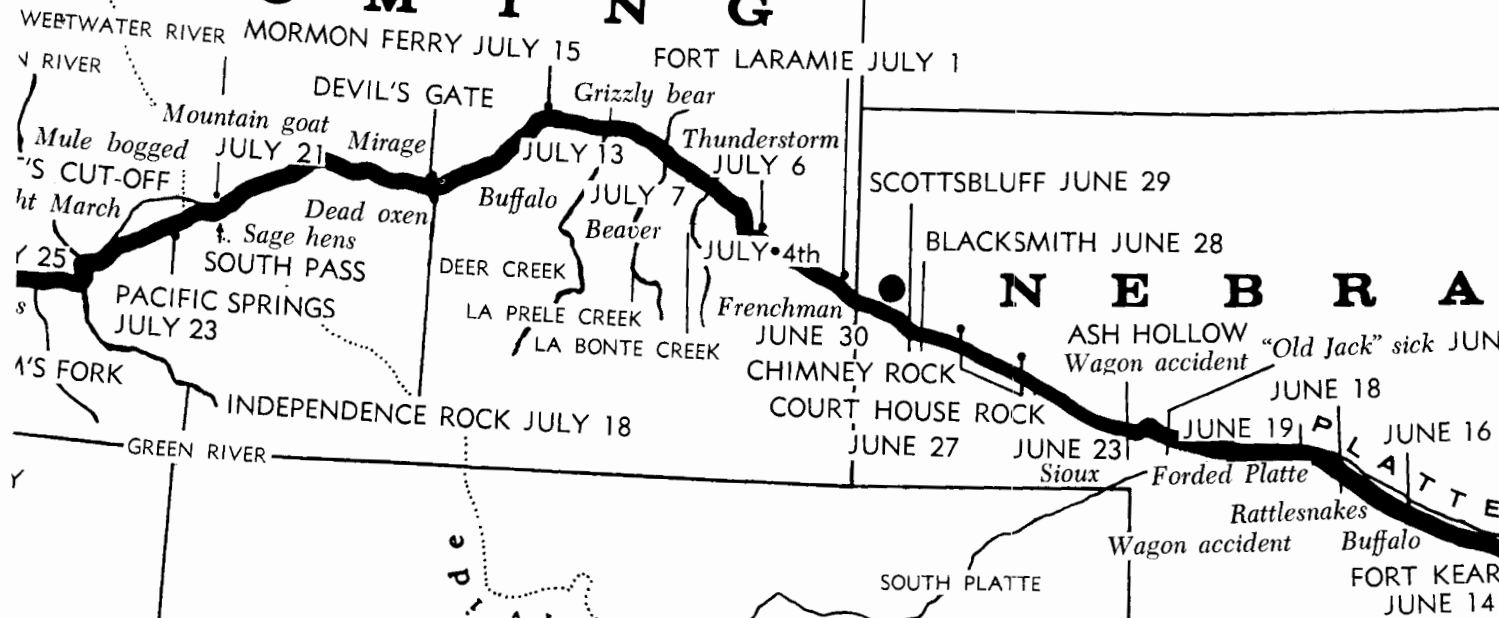 O M I N G
WEETWATER RIVER
MORMON FERRY JULY 15
FORT LARAMIE JULY 1
RIVER
DEVIL'S GATE
Grizzly bear
Mountain goat
JULY 21
Mirage
Thunderstorm
JULY 6
Mule bogged
'S CUT-OFF
ht March
JULY 13
JULY 7
Buffalo
Beaver
Dead oxen
Sage hens
SOUTH PASS
SCOTTSBLUFF JUNE 29
BLACKSMITH JUNE 28
JULY 4th
Y 25
PACIFIC SPRINGS
JULY 23
DEER CREEK
LA PRELE CREEK
LA BONTE CREEK
Frenchman
JUNE 30
N E B R A
s
'S FORK
CHIMNEY ROCK
COURT HOUSE ROCK
JUNE 27
ASH HOLLOW
Wagon accident
"Old Jack" sick JUN
JUNE 18
INDEPENDENCE ROCK JULY 18
GREEN RIVER
JUNE 23
Sioux
JUNE 19
Forded Platte
PLATTE
JUNE 16
Y
Rattlesnakes
Wagon accident
Buffalo
SOUTH PLATTE
FORT KEAR
JUNE 14
d e